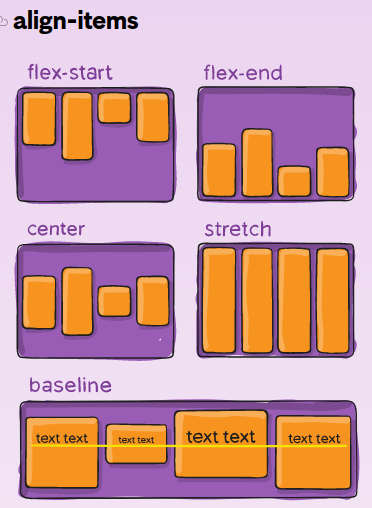 align-items
flex-start
flex-end
center
stretch
baseline
text text
text text
text text
text text